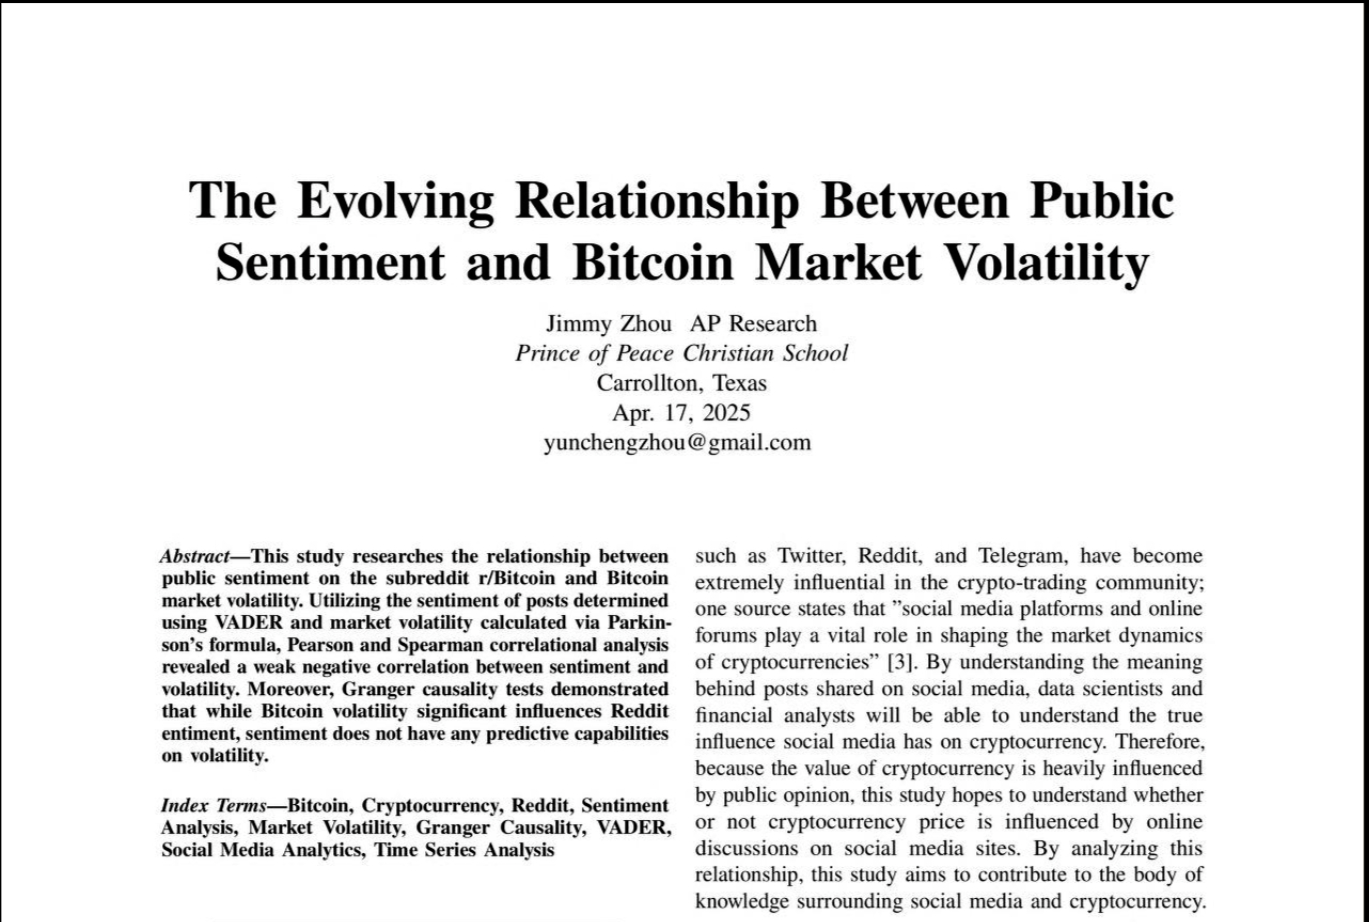 The Evolving Relationship Between Public
Sentiment and Bitcoin Market Volatility
Jimmy Zhou AP Research
Prince of Peace Christian School
Carrollton, Texas
Apr. 17, 2025
yunchengzhou@gmail.com
Abstract—This study researches the relationship between
public sentiment on the subreddit r/Bitcoin and Bitcoin
market volatility. Utilizing the sentiment of posts determined
using VADER and market volatility calculated via Parkin-
son's formula, Pearson and Spearman correlational analysis
revealed a weak negative correlation between sentiment and
volatility. Moreover, Granger causality tests demonstrated
that while Bitcoin volatility significant influences Reddit
entiment, sentiment does not have any predictive capabilities
on volatility.
Index Terms—Bitcoin, Cryptocurrency, Reddit, Sentiment
Analysis, Market Volatility, Granger Causality, VADER,
Social Media Analytics, Time Series Analysis
such as Twitter, Reddit, and Telegram, have become
extremely influential in the crypto-trading community;
one source states that ”social media platforms and online
forums play a vital role in shaping the market dynamics
of cryptocurrencies” [3]. By understanding the meaning
behind posts shared on social media, data scientists and
financial analysts will be able to understand the true
influence social media has on cryptocurrency. Therefore,
because the value of cryptocurrency is heavily influenced
by public opinion, this study hopes to understand whether
or not cryptocurrency price is influenced by online
discussions on social media sites. By analyzing this
relationship, this study aims to contribute to the body of
knowledge surrounding social media and cryptocurrency.